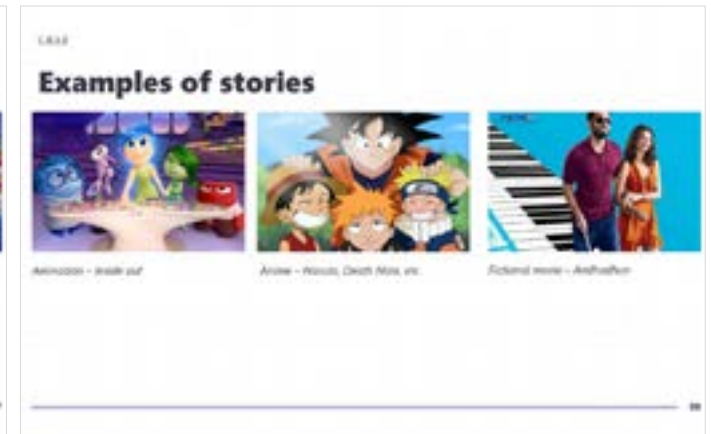 Examples of stories
Animation – Inside out
Anime – Naruto, Death Note, etc.
Fictional movie – Andhadhun